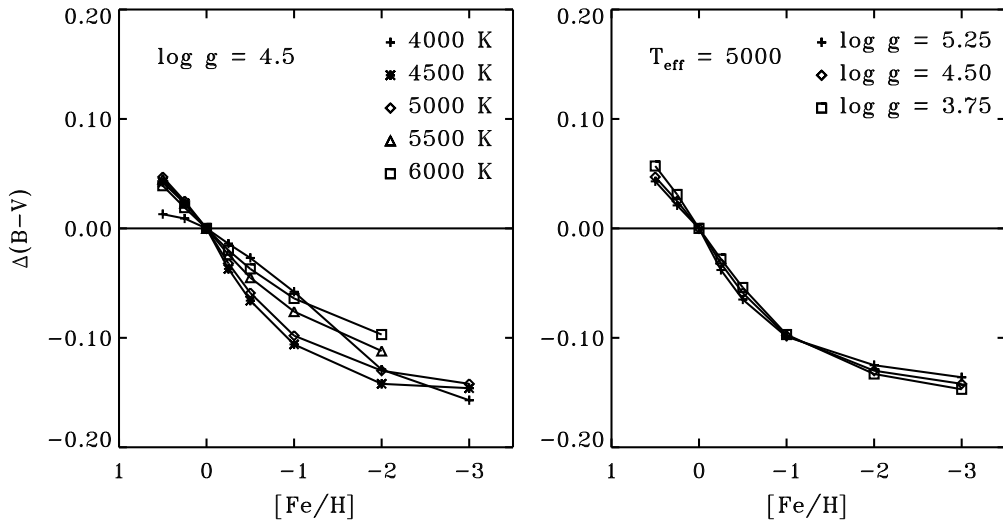 0.20
0.10
0.00
−0.10
−0.20
Δ(B−V)
log g = 4.5
4000 K
4500 K
5000 K
5500 K
6000 K
1 0 −1 −2 −3
[Fe/H]
0.20
0.10
0.00
−0.10
−0.20
T_eff = 5000
log g = 5.25
log g = 4.50
log g = 3.75
1 0 −1 −2 −3
[Fe/H]